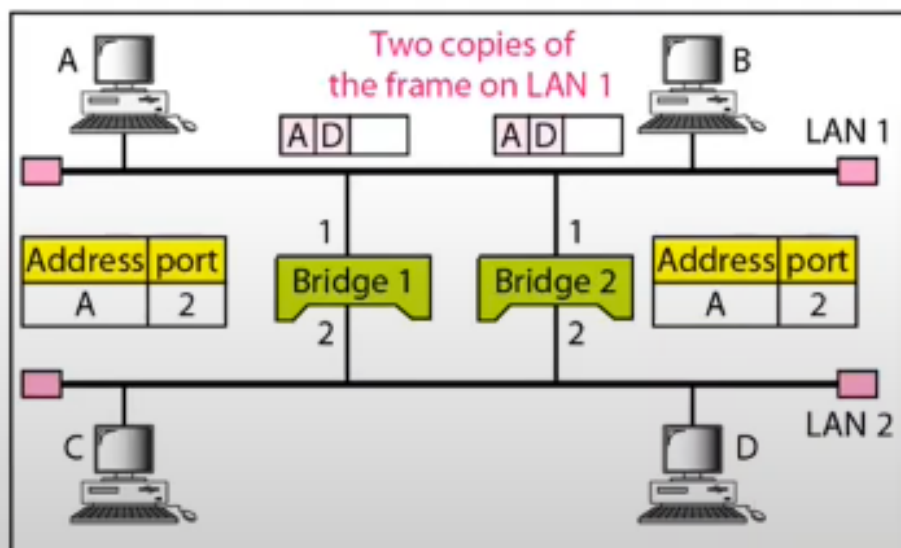 Two copies of
the frame on LAN 1
A
B
A D
A D
LAN 1
1
1
Address port
A 2
Bridge 1
Bridge 2
Address port
A 2
2
2
LAN 2
C
D